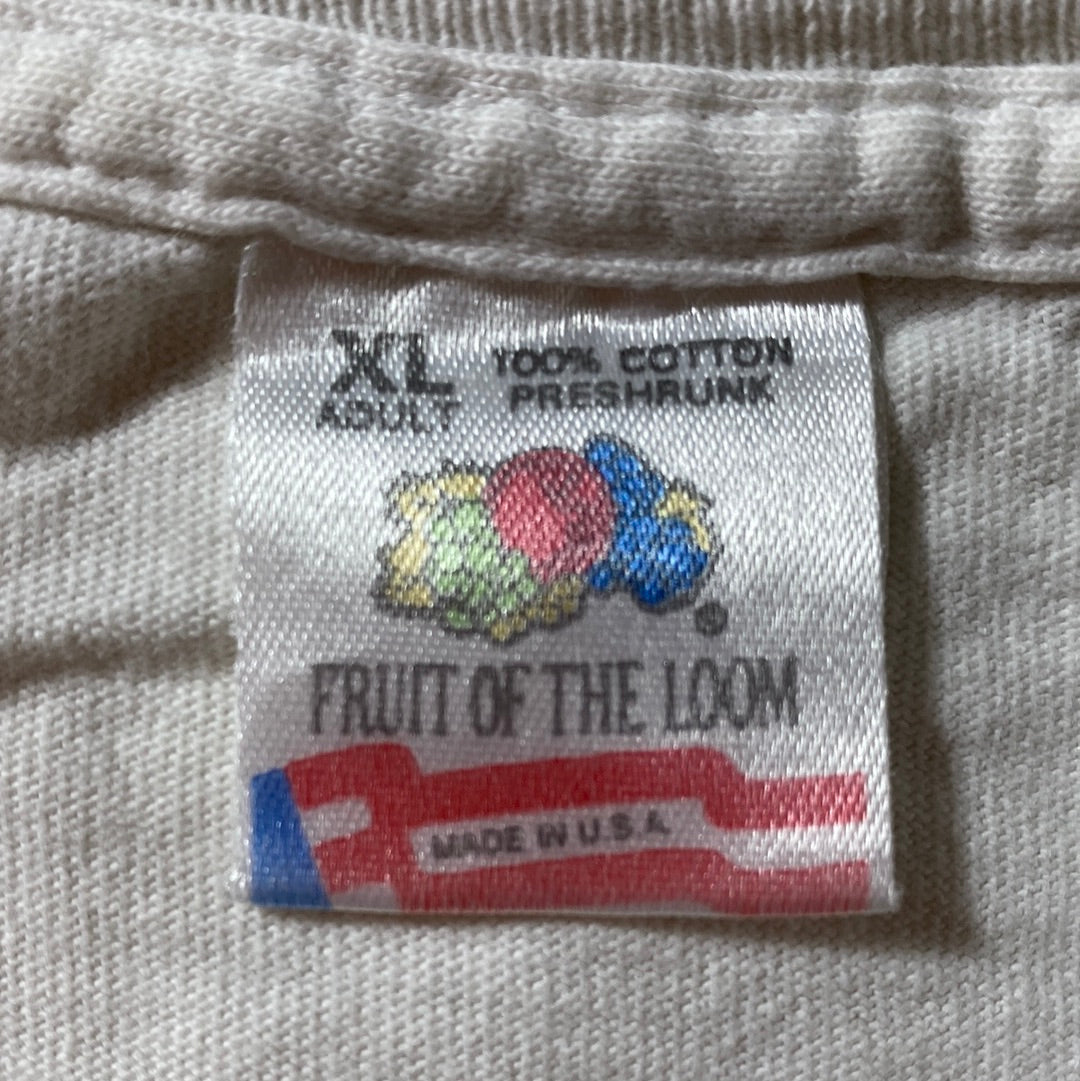 XL
ADULT
100% COTTON
PRESHRUNK
®
FRUIT OF THE LOOM
MADE IN U.S.A.